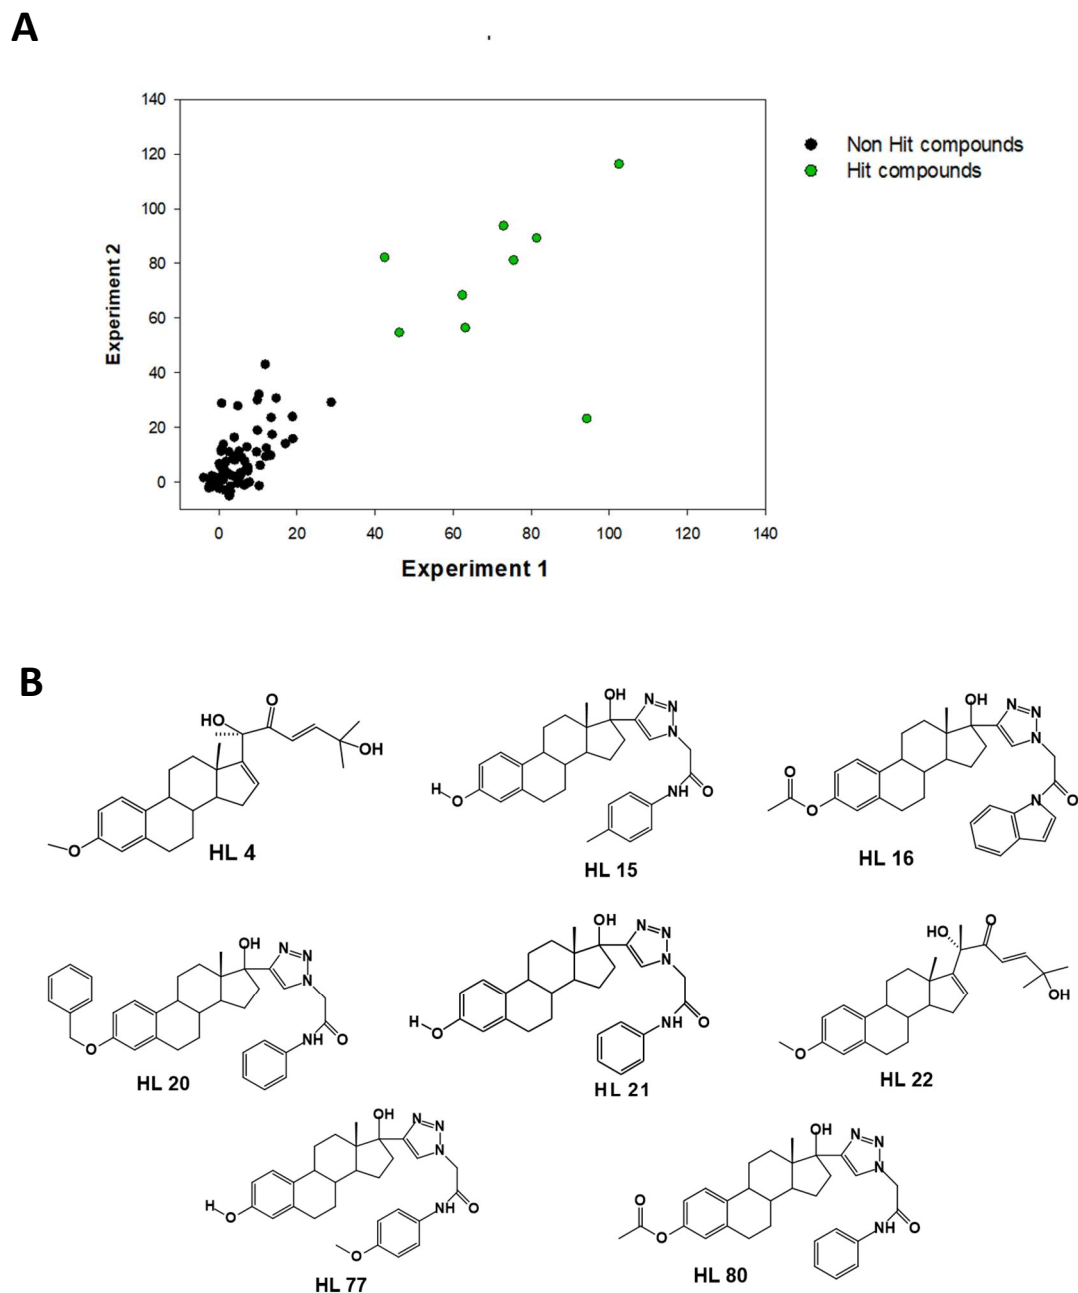 A
140
120
100
80
60
40
20
0
Experiment 2
0 20 40 60 80 100 120 140
Experiment 1
Non Hit compounds
Hit compounds
B
HO
O
OH
O
HL 4
OH
N
N
N
H
O
NH
O
HL 15
OH
N
N
N
O
O
N
O
HL 16
OH
N
N
N
O
NH
O
HL 20
OH
N
N
N
H
O
NH
O
HL 21
HO
O
OH
O
HL 22
OH
N
N
N
H
O
NH
O
O
HL 77
OH
N
N
N
O
O
NH
O
HL 80